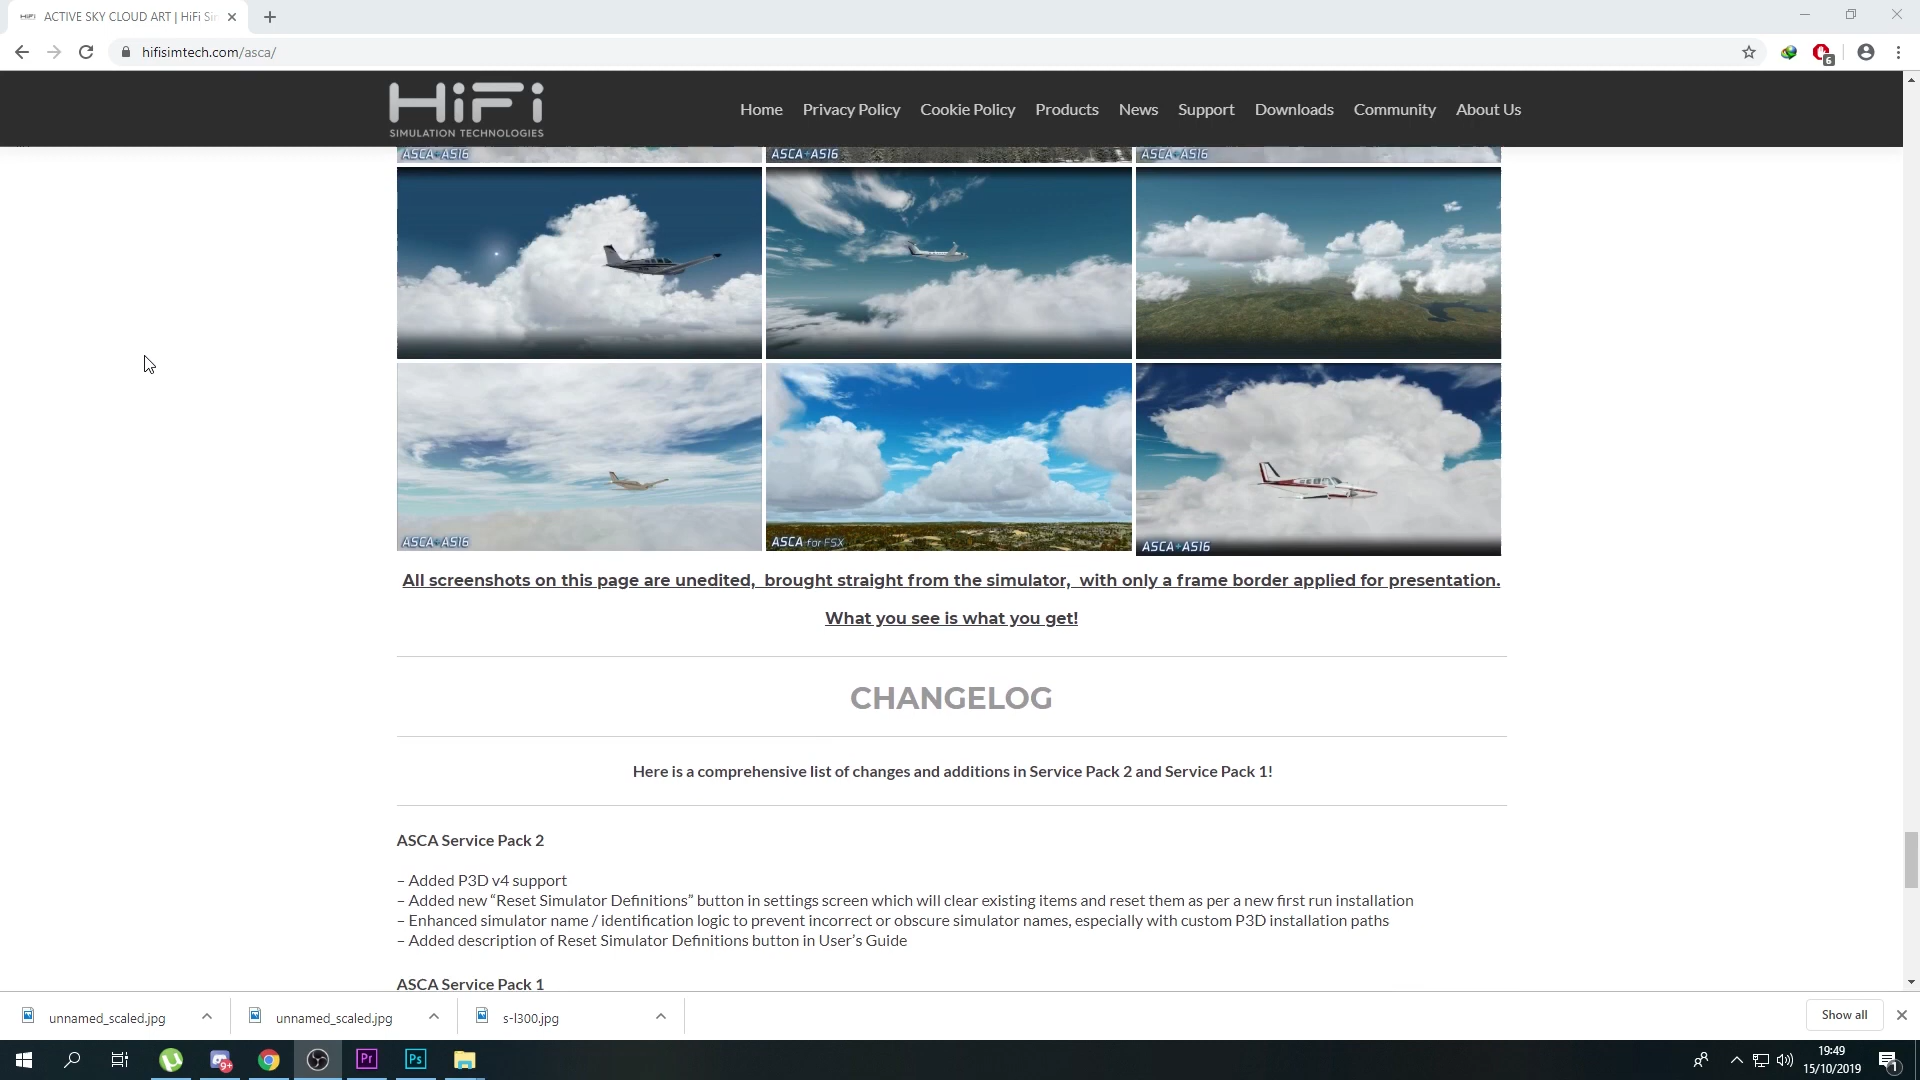 ACTIVE SKY CLOUD ART | HiFi Si
hifisimtech.com/asca/
6
HiFi
SIMULATION TECHNOLOGIES
Home Privacy Policy Cookie Policy Products News Support Downloads Community About Us
ASCA+AS16 ASCA+AS16 ASCA+AS16
ASCA+AS16 ASCA for FSX ASCA+AS16
All screenshots on this page are unedited, brought straight from the simulator, with only a frame border applied for presentation.
What you see is what you get!
CHANGELOG
Here is a comprehensive list of changes and additions in Service Pack 2 and Service Pack 1!
ASCA Service Pack 2
– Added P3D v4 support
– Added new “Reset Simulator Definitions” button in settings screen which will clear existing items and reset them as per a new first run installation
– Enhanced simulator name / identification logic to prevent incorrect or obscure simulator names, especially with custom P3D installation paths
– Added description of Reset Simulator Definitions button in User’s Guide
ASCA Service Pack 1
unnamed_scaled.jpg unnamed_scaled.jpg s-l300.jpg Show all
9+ Pr Ps 19:49
15/10/2019 1